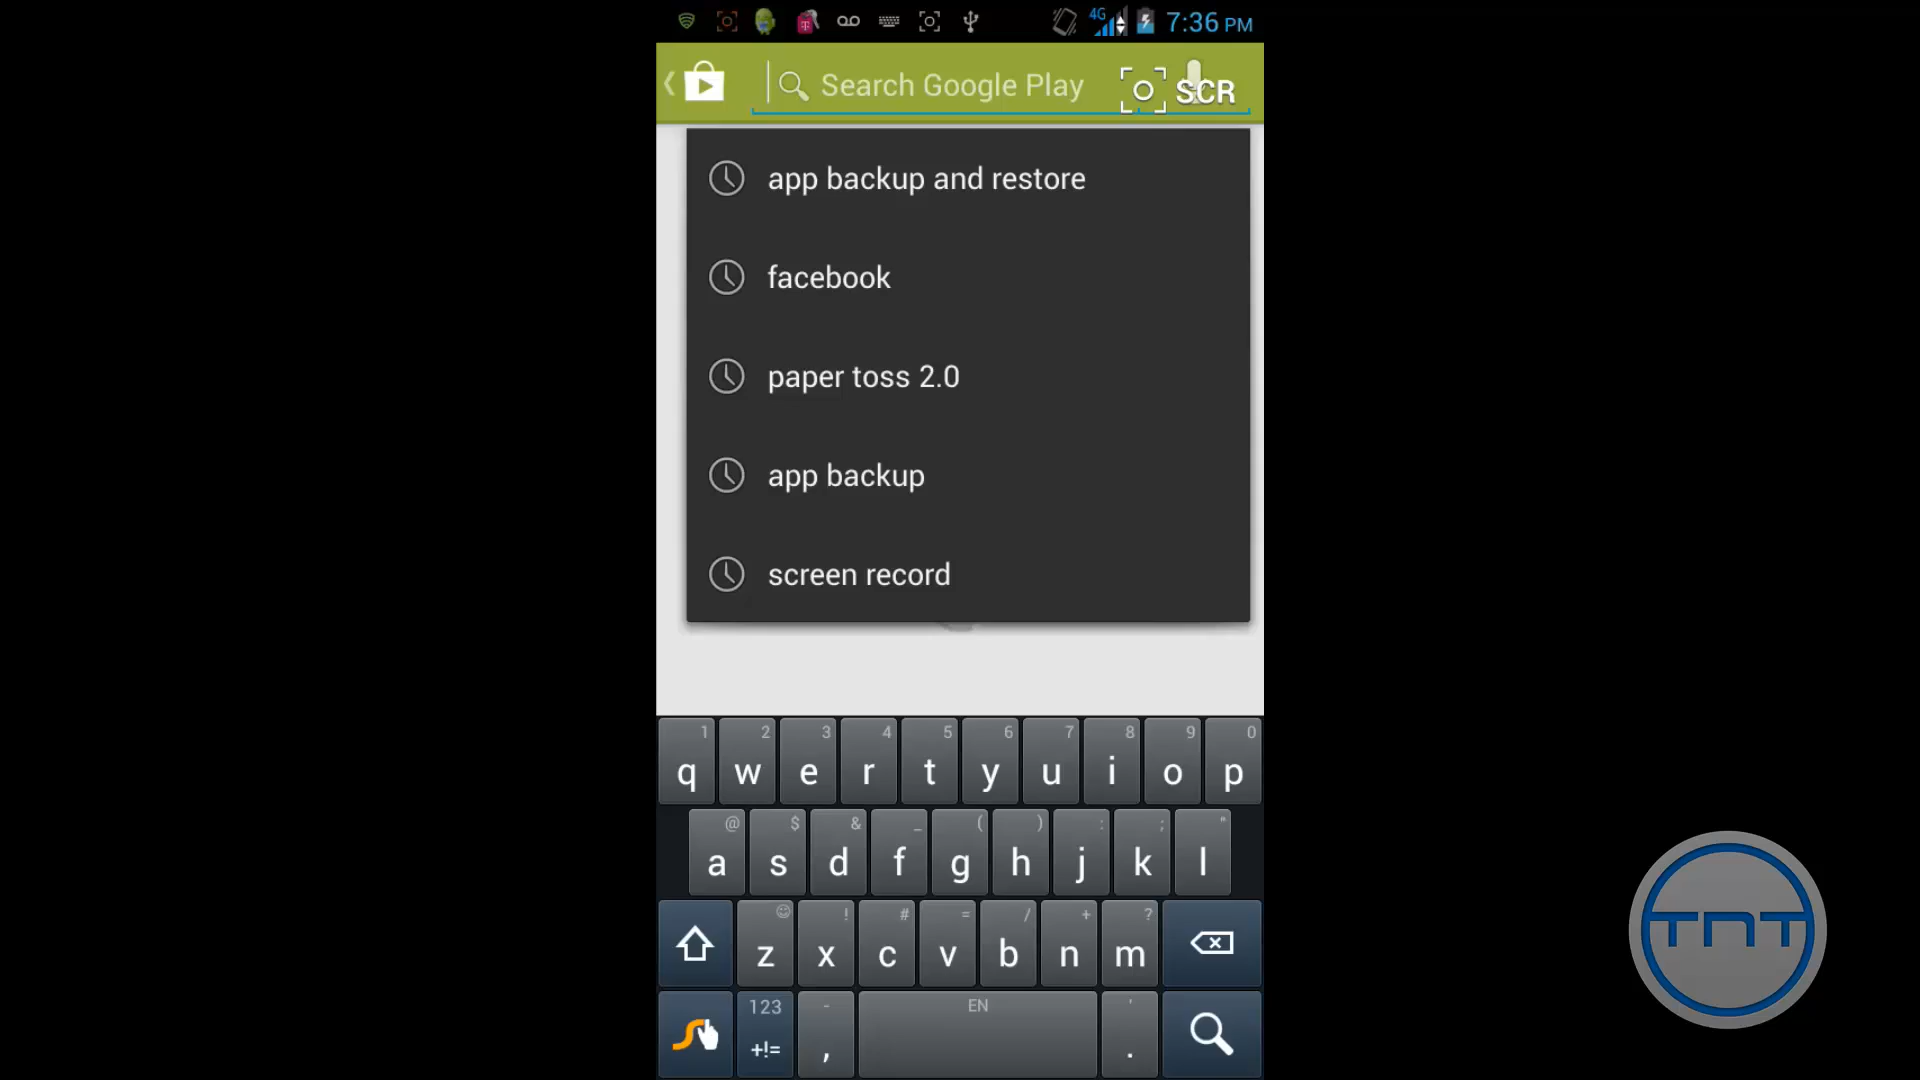 4G 7:36 PM
Search Google Play SCR
app backup and restore
facebook
paper toss 2.0
app backup
screen record
1 2 3 4 5 6 7 8 9 0
q w e r t y u i o p
@ $ & _ ( ) : ; "
a s d f g h j k l
! # = / + ?
z x c v b n m
123 - EN '
+!= , .
TNT